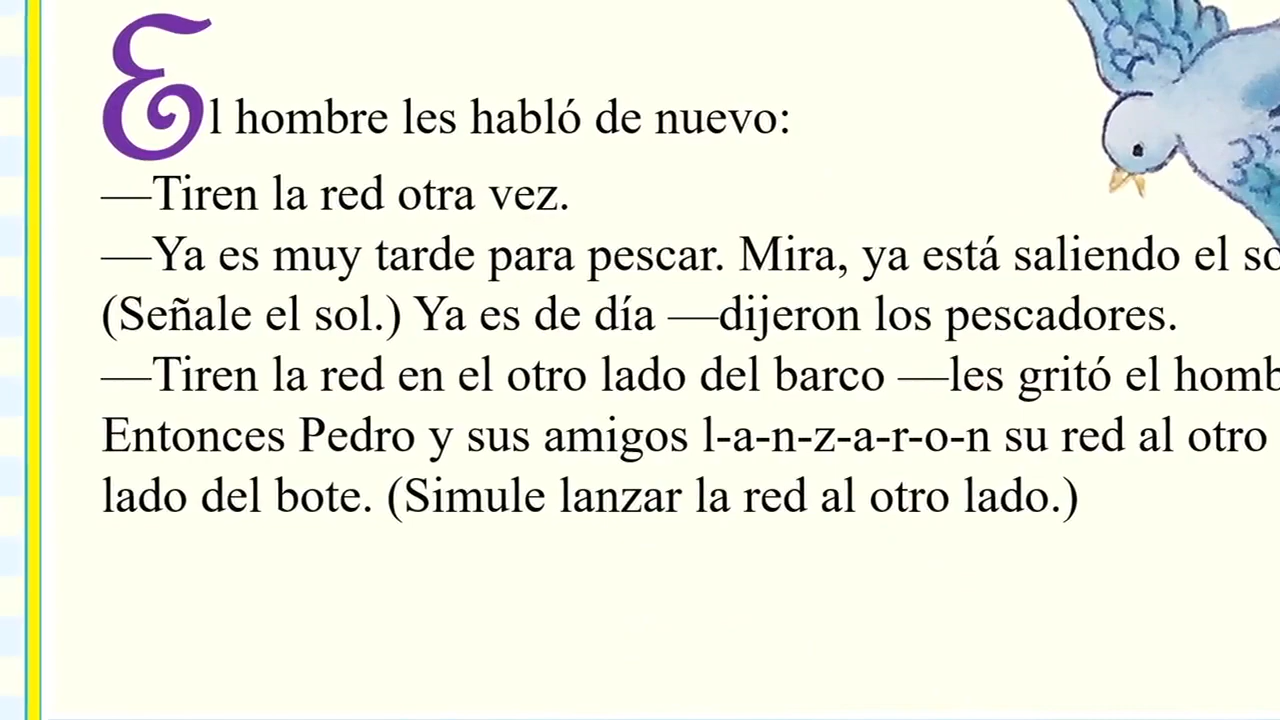 El hombre les habló de nuevo:
—Tiren la red otra vez.
—Ya es muy tarde para pescar. Mira, ya está saliendo el
(Señale el sol.) Ya es de día —dijeron los pescadores.
—Tiren la red en el otro lado del barco —les gritó el
Entonces Pedro y sus amigos l-a-n-z-a-r-o-n su red al otro
lado del bote. (Simule lanzar la red al otro lado.)